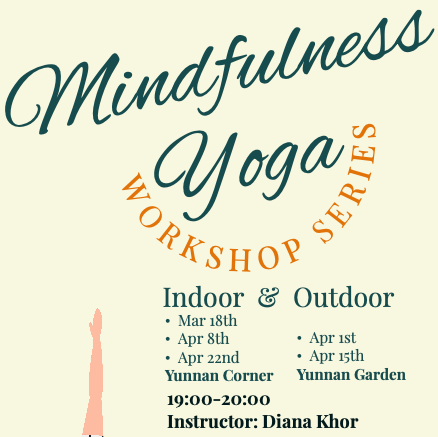 Mindfulness
Yoga
WORKSHOP SERIES
Indoor & Outdoor
• Mar 18th
• Apr 8th
• Apr 22nd
Yunnan Corner
• Apr 1st
• Apr 15th
Yunnan Garden
19:00-20:00
Instructor: Diana Khor